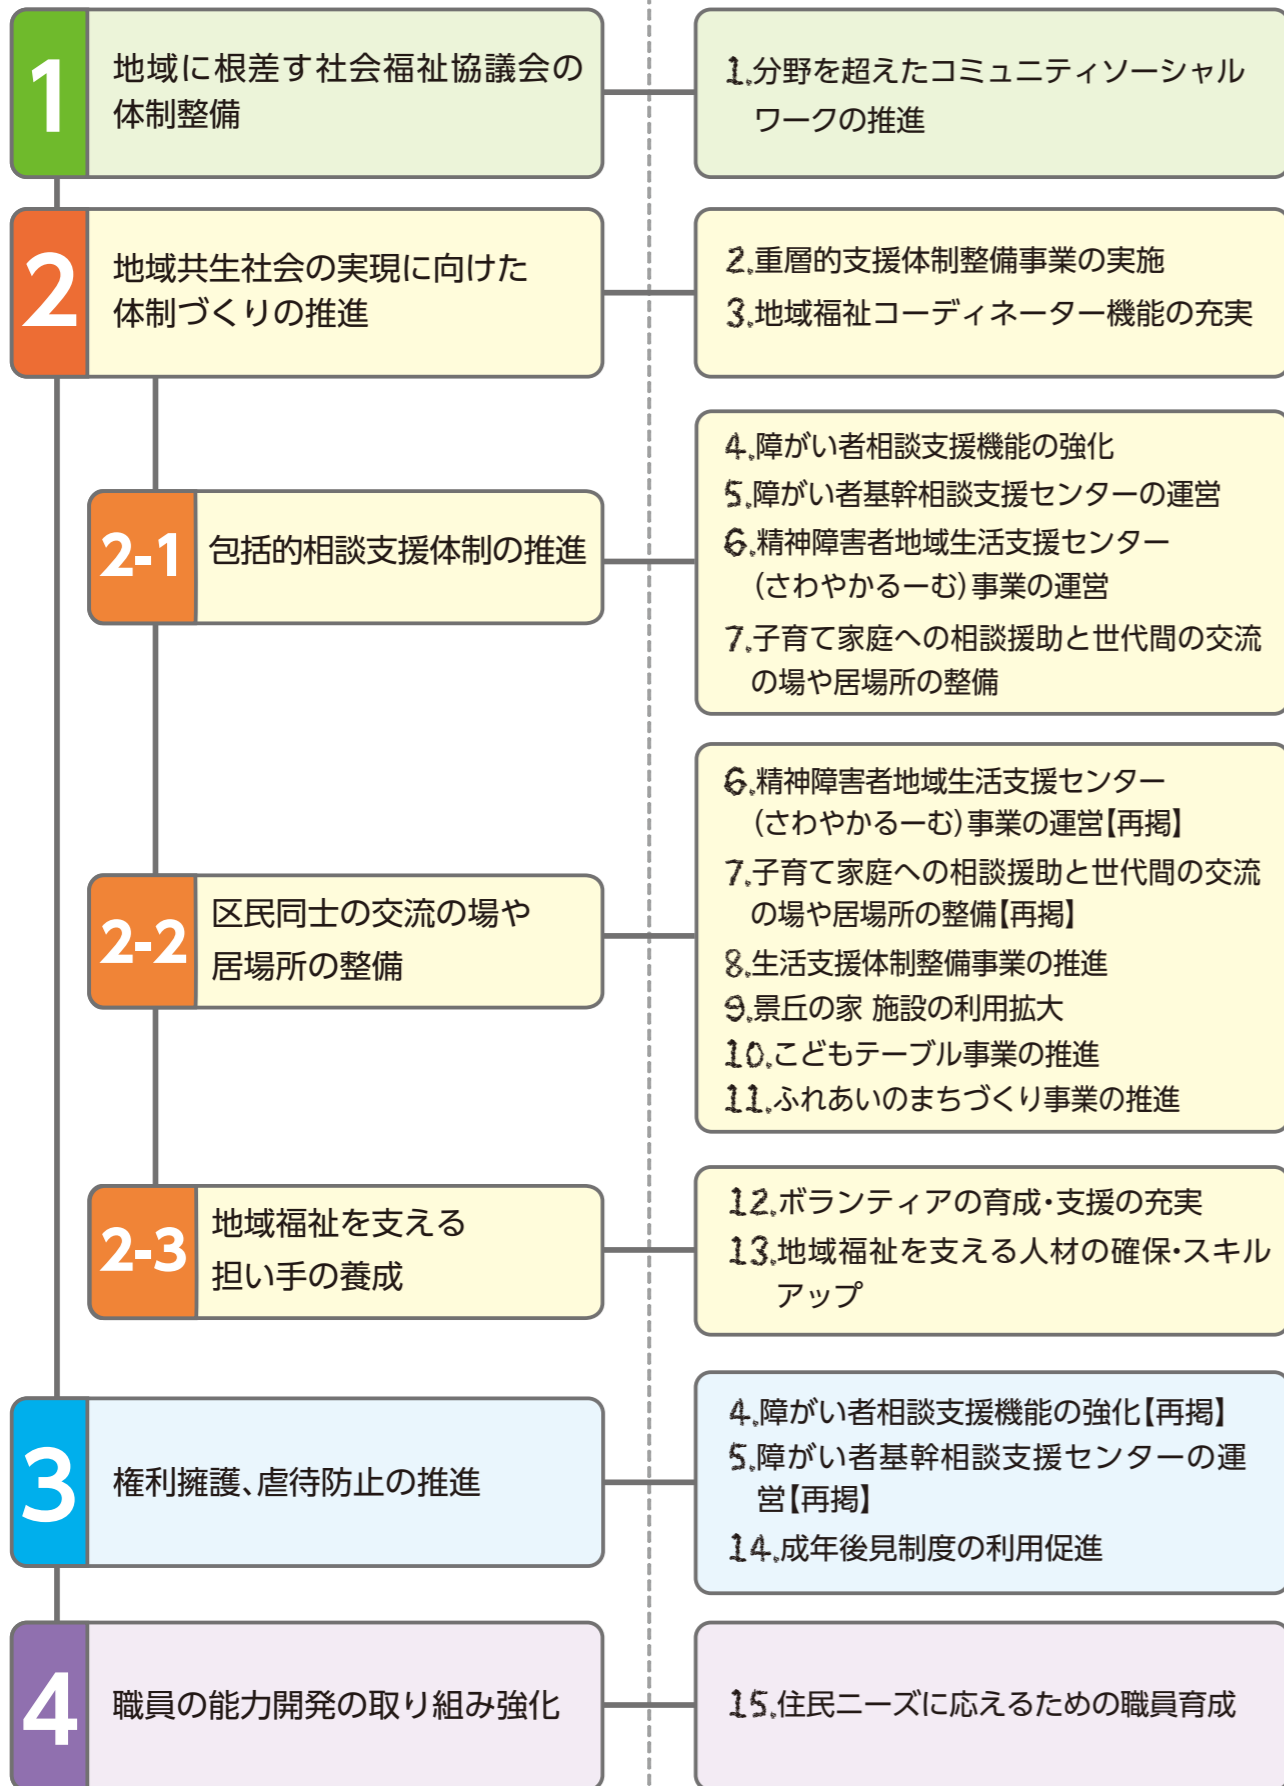 1
地域に根差す社会福祉協議会の
体制整備
1.分野を超えたコミュニティソーシャル
ワークの推進
2
地域共生社会の実現に向けた
体制づくりの推進
2.重層的支援体制整備事業の実施
3.地域福祉コーディネーター機能の充実
2-1
包括的相談支援体制の推進
4.障がい者相談支援機能の強化
5.障がい者基幹相談支援センターの運営
6.精神障害者地域生活支援センター
(さわやかるーむ)事業の運営
7.子育て家庭への相談援助と世代間の交流
の場や居場所の整備
2-2
区民同士の交流の場や
居場所の整備
6.精神障害者地域生活支援センター
(さわやかるーむ)事業の運営【再掲】
7.子育て家庭への相談援助と世代間の交流
の場や居場所の整備【再掲】
8.生活支援体制整備事業の推進
9.景丘の家 施設の利用拡大
10.こどもテーブル事業の推進
11.ふれあいのまちづくり事業の推進
2-3
地域福祉を支える
担い手の養成
12.ボランティアの育成・支援の充実
13.地域福祉を支える人材の確保・スキル
アップ
3
権利擁護、虐待防止の推進
4.障がい者相談支援機能の強化【再掲】
5.障がい者基幹相談支援センターの運
営【再掲】
14.成年後見制度の利用促進
4
職員の能力開発の取り組み強化
15.住民ニーズに応えるための職員育成